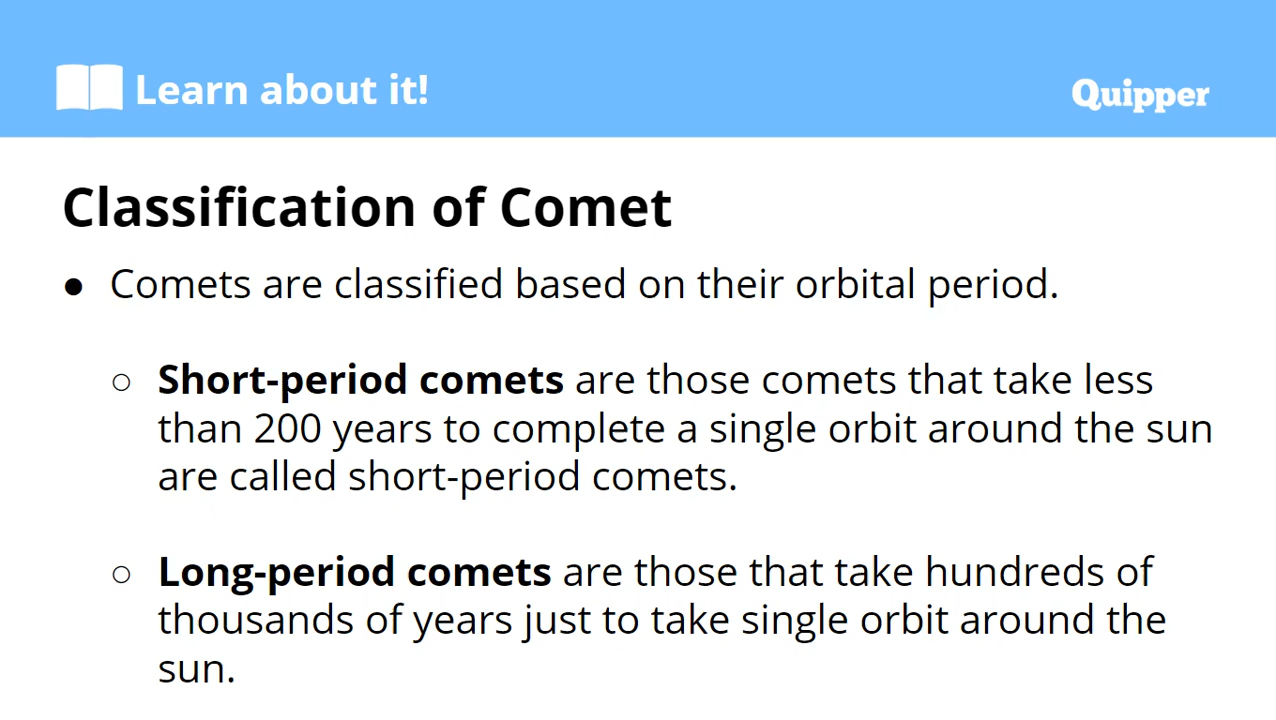 Learn about it!
Quipper
Classification of Comet
● Comets are classified based on their orbital period.
○ Short-period comets are those comets that take less
than 200 years to complete a single orbit around the sun
are called short-period comets.
○ Long-period comets are those that take hundreds of
thousands of years just to take single orbit around the
sun.